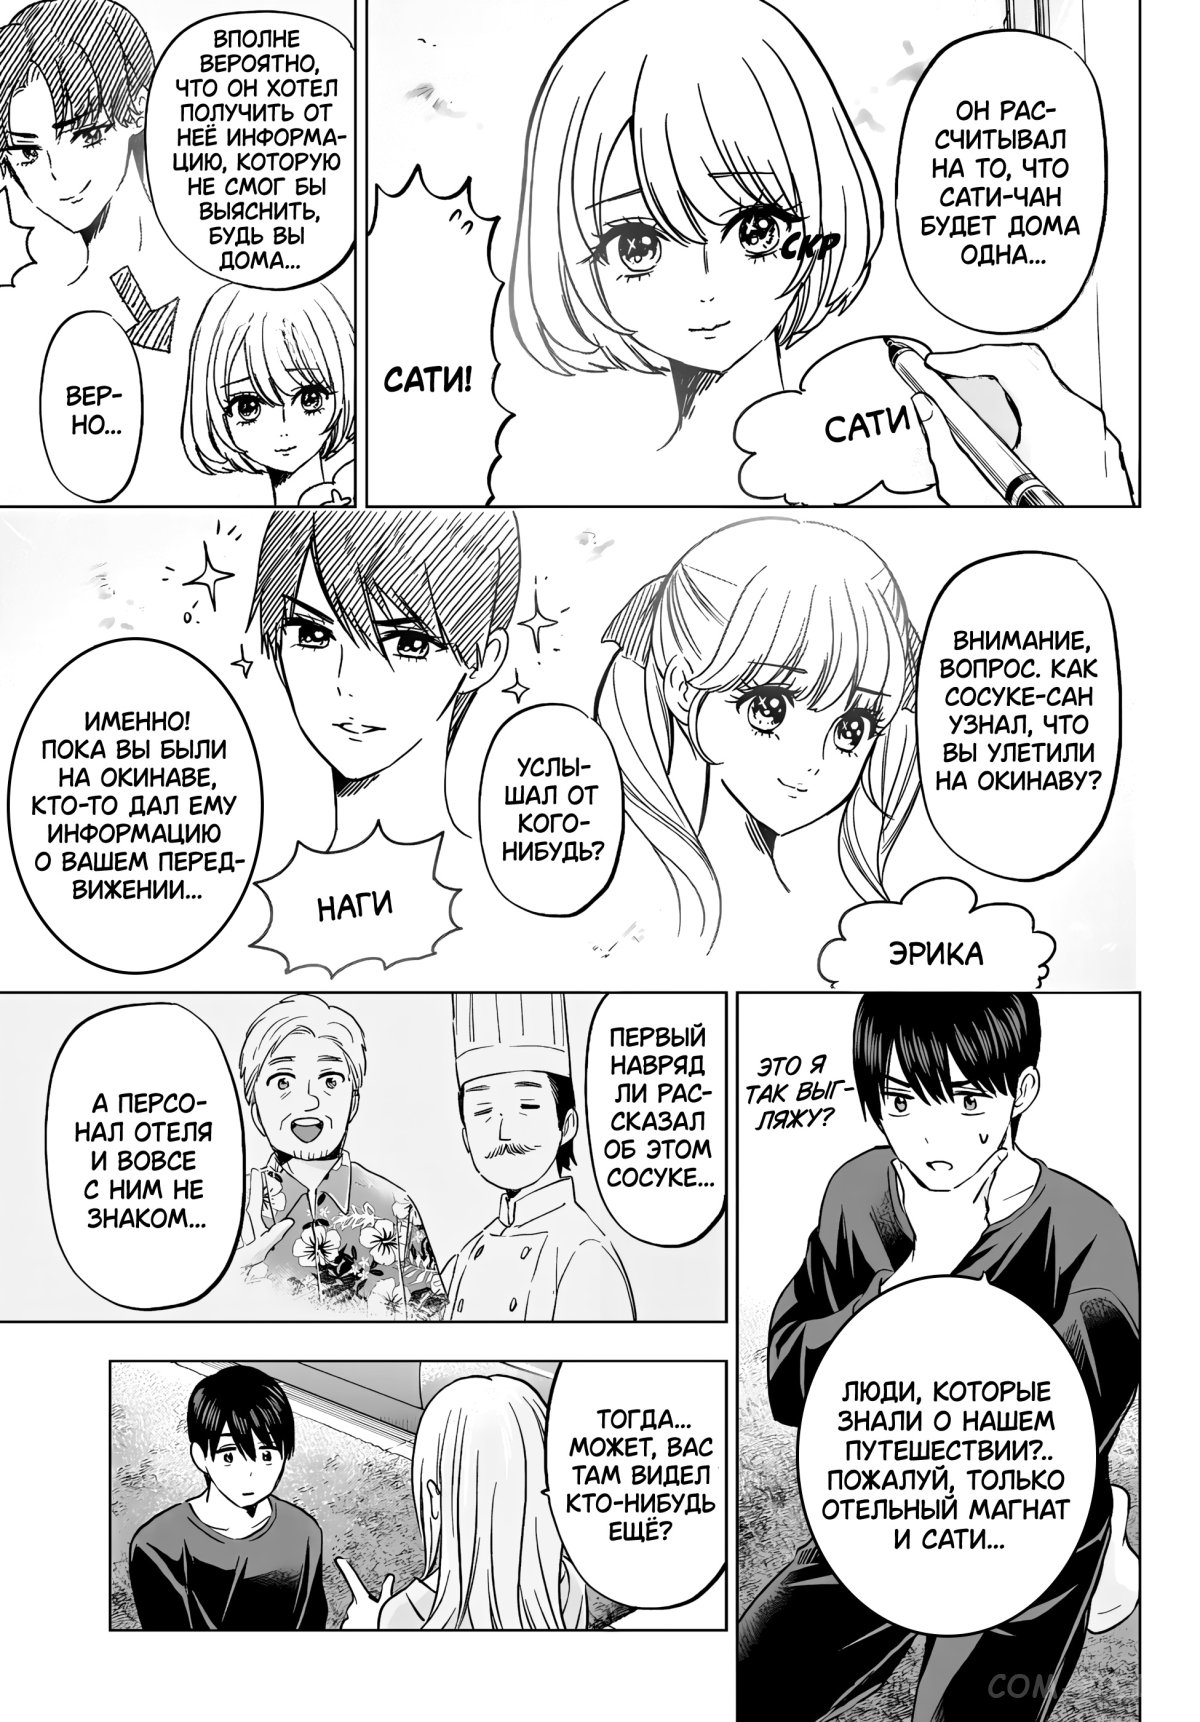 ОН РАС-
СЧИТЫВАЛ
НА ТО, ЧТО
САТИ-ЧАН
БУДЕТ ДОМА
ОДНА...
СКР
САТИ
САТИ!
ВПОЛНЕ
ВЕРОЯТНО,
ЧТО ОН ХОТЕЛ
ПОЛУЧИТЬ ОТ
НЕЁ ИНФОРМА-
ЦИЮ, КОТОРУЮ
НЕ СМОГ БЫ
ВЫЯСНИТЬ,
БУДЬ ВЫ
ДОМА...
ВЕР-
НО...
ВНИМАНИЕ,
ВОПРОС. КАК
СОСУКЕ-САН
УЗНАЛ, ЧТО
ВЫ УЛЕТИЛИ
НА ОКИНАВУ?
ЭРИКА
УСЛЫ-
ШАЛ ОТ
КОГО-
НИБУДЬ?
НАГИ
ИМЕННО!
ПОКА ВЫ БЫЛИ
НА ОКИНАВЕ,
КТО-ТО ДАЛ ЕМУ
ИНФОРМАЦИЮ
О ВАШЕМ ПЕРЕД-
ВИЖЕНИИ...
ЭТО Я
ТАК ВЫГ-
ЛЯЖУ?
ЛЮДИ, КОТОРЫЕ
ЗНАЛИ О НАШЕМ
ПУТЕШЕСТВИИ?..
ПОЖАЛУЙ, ТОЛЬКО
ОТЕЛЬНЫЙ МАГНАТ
И САТИ...
ПЕРВЫЙ
НАВРЯД
ЛИ РАС-
СКАЗАЛ
ОБ ЭТОМ
СОСУКЕ...
А ПЕРСО-
НАЛ ОТЕЛЯ
И ВОВСЕ
С НИМ НЕ
ЗНАКОМ...
ТОГДА...
МОЖЕТ, ВАС
ТАМ ВИДЕЛ
КТО-НИБУДЬ
ЕЩЁ?